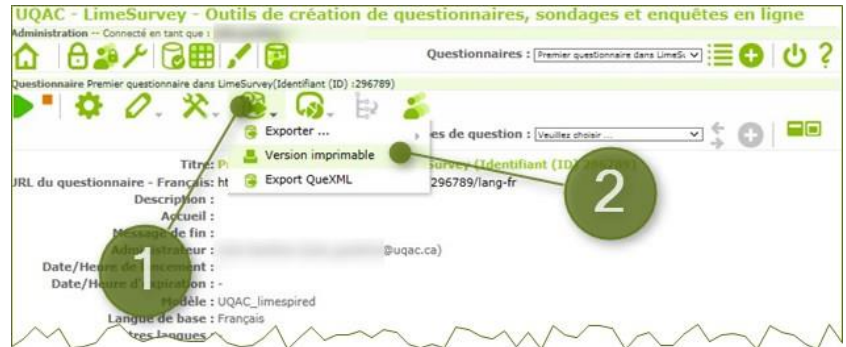 UQAC - LimeSurvey - Outils de création de questionnaires, sondages et enquêtes en ligne
Administration -- Connecté en tant que :
Questionnaires : Premier questionnaire dans LimeSu
Questionnaire Premier questionnaire dans LimeSurvey(Identifiant (ID) :296789)
Exporter ...
es de question : Veuillez choisir ...
Version imprimable
Titre: P Survey (Identifiant (ID) 296789)
URL du questionnaire - Français: ht 296789/lang-fr
Export QueXML
Description :
2
Accueil :
Message de fin :
Administrateur : @uqac.ca)
Date/Heure de lancement :
1
Date/Heure d'expiration : -
Modèle : UQAC_limespired
Langue de base : Français
tres langues